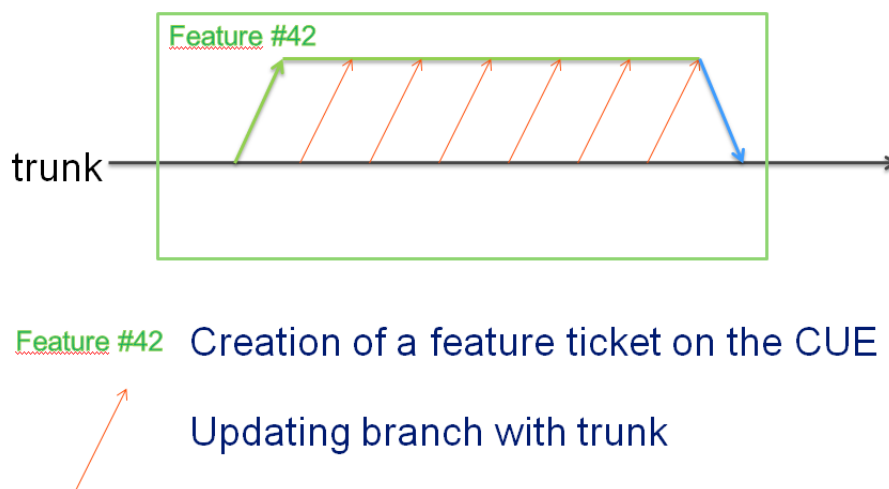 Feature #42
trunk
Feature #42 Creation of a feature ticket on the CUE
Updating branch with trunk